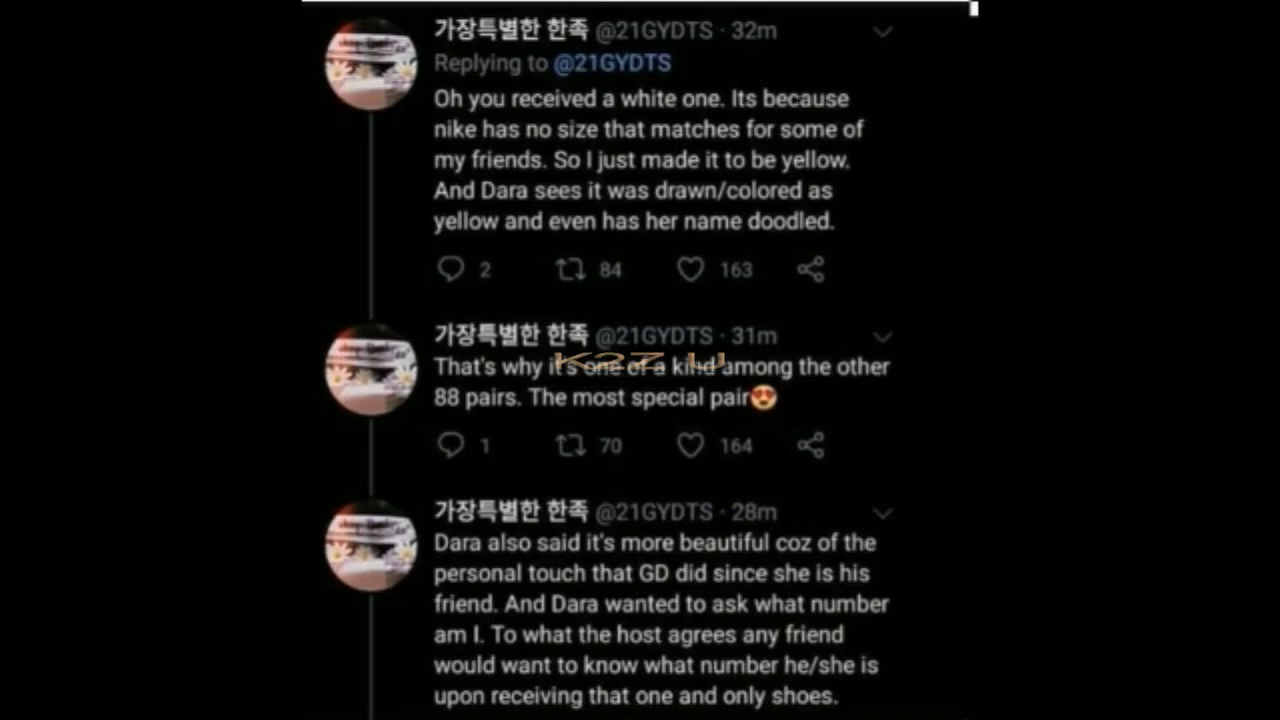 가장특별한 한족 @21GYDTS · 32m
Replying to @21GYDTS
Oh you received a white one. Its because
nike has no size that matches for some of
my friends. So I just made it to be yellow.
And Dara sees it was drawn/colored as
yellow and even has her name doodled.
2 84 163
가장특별한 한족 @21GYDTS · 31m
That's why it's one of a kind among the other
K2Z U
88 pairs. The most special pair😍
1 70 164
가장특별한 한족 @21GYDTS · 28m
Dara also said it's more beautiful coz of the
personal touch that GD did since she is his
friend. And Dara wanted to ask what number
am I. To what the host agrees any friend
would want to know what number he/she is
upon receiving that one and only shoes.